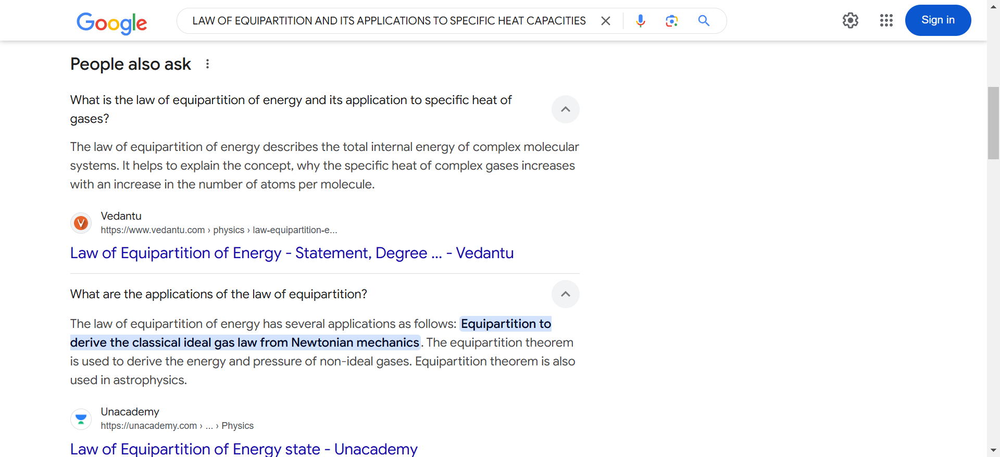 Google
LAW OF EQUIPARTITION AND ITS APPLICATIONS TO SPECIFIC HEAT CAPACITIES
Sign in
People also ask
What is the law of equipartition of energy and its application to specific heat of
gases?
The law of equipartition of energy describes the total internal energy of complex molecular
systems. It helps to explain the concept, why the specific heat of complex gases increases
with an increase in the number of atoms per molecule.
Vedantu
https://www.vedantu.com › physics › law-equipartition-e...
Law of Equipartition of Energy - Statement, Degree ... - Vedantu
What are the applications of the law of equipartition?
The law of equipartition of energy has several applications as follows: Equipartition to
derive the classical ideal gas law from Newtonian mechanics. The equipartition theorem
is used to derive the energy and pressure of non-ideal gases. Equipartition theorem is also
used in astrophysics.
Unacademy
https://unacademy.com › ... › Physics
Law of Equipartition of Energy state - Unacademy